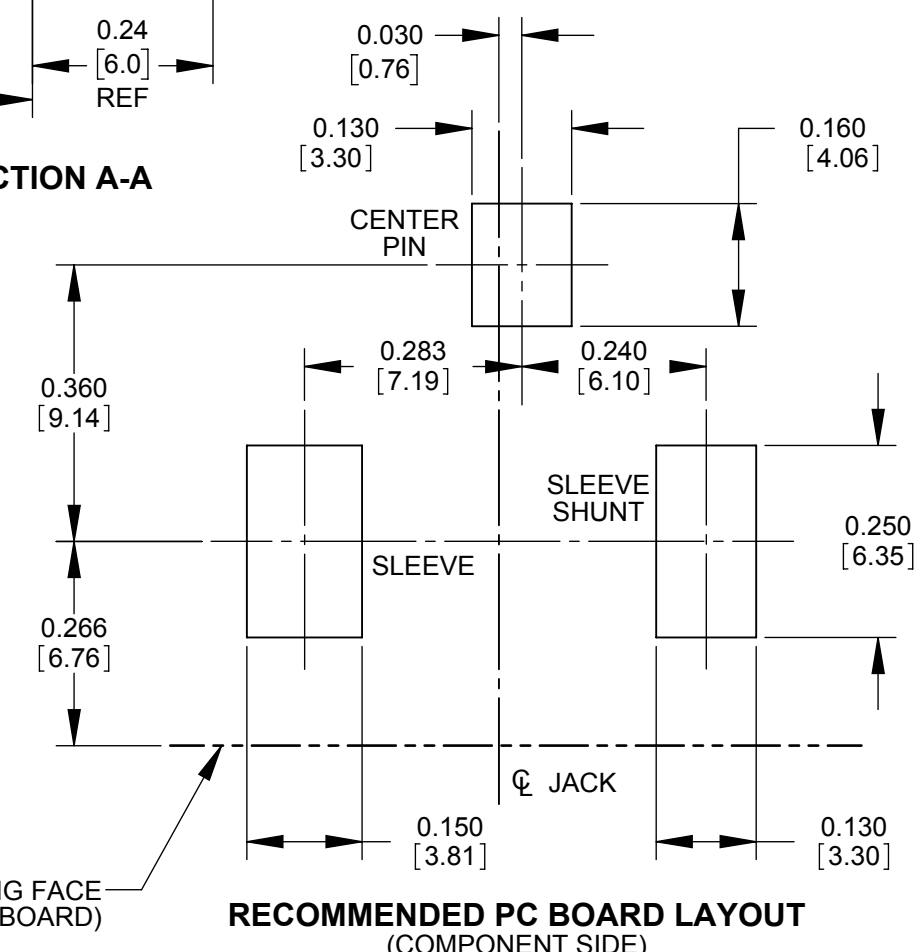 0.24
[6.0]
REF
0.030
[0.76]
0.130
[3.30]
0.160
[4.06]
A-A
CENTER
PIN
0.283
[7.19]
0.240
[6.10]
0.360
[9.14]
SLEEVE
SHUNT
0.250
[6.35]
SLEEVE
0.266
[6.76]
℄ JACK
0.150
[3.81]
0.130
[3.30]
FACE
BOARD)
RECOMMENDED PC BOARD LAYOUT
(COMPONENT SIDE)